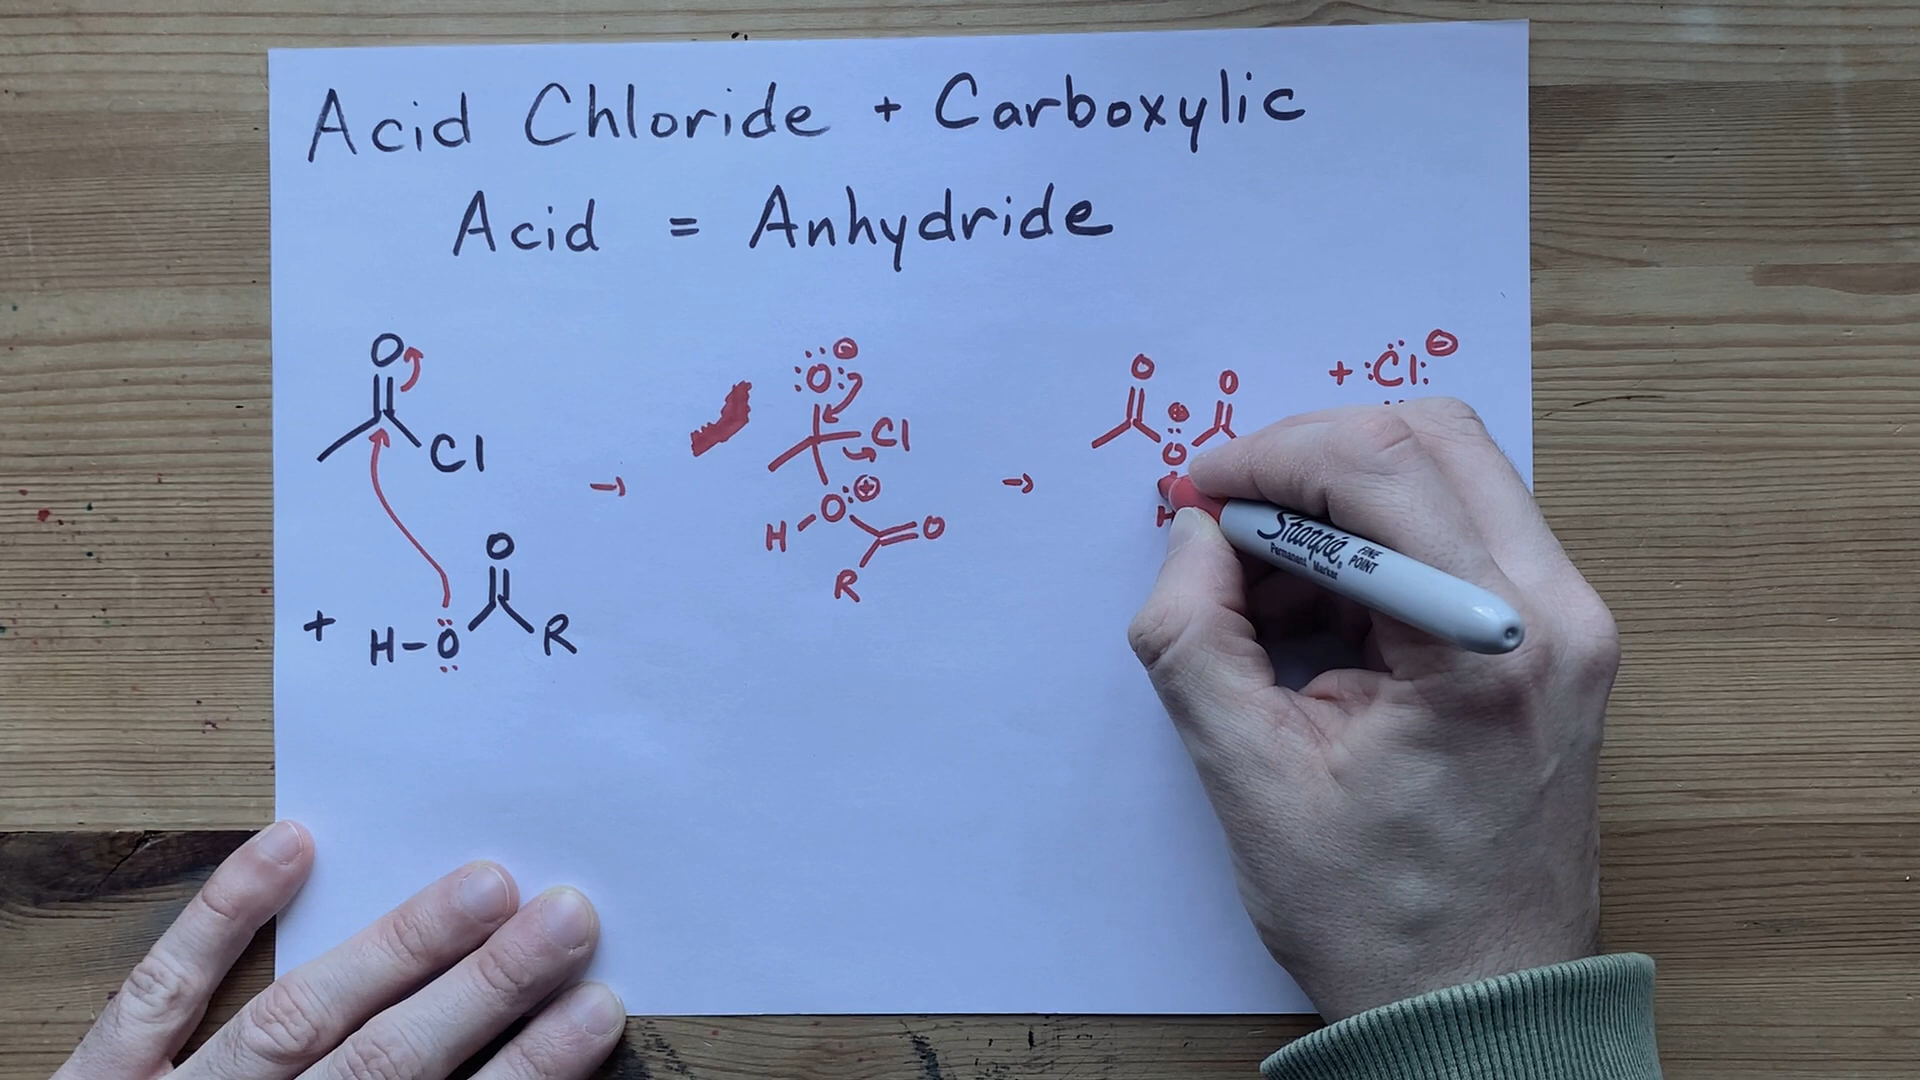 Acid Chloride + Carboxylic
Acid = Anhydride
O
Cl
+ H-O
O
R
→
O ⊖
Cl
H-O ⊕
O
R
→
O
O
⊕
O
H
+ :Cl: ⊖
Sharpie®
Permanent Marker
FINE POINT